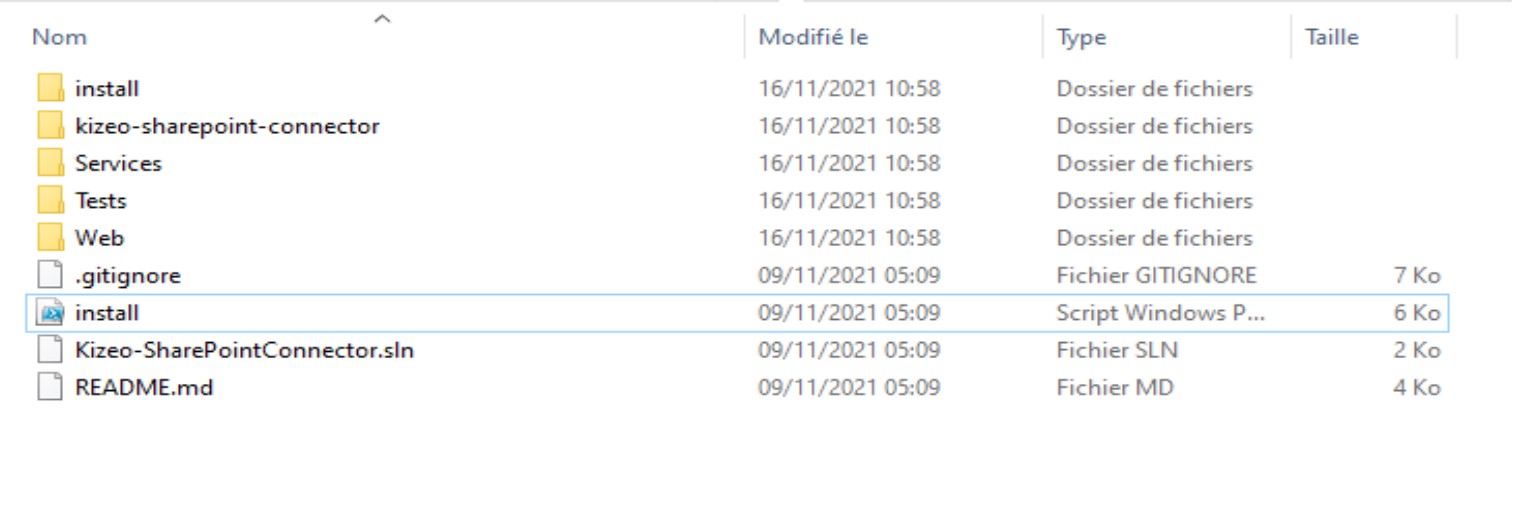 Nom Modifié le Type Taille
install 16/11/2021 10:58 Dossier de fichiers
kizeo-sharepoint-connector 16/11/2021 10:58 Dossier de fichiers
Services 16/11/2021 10:58 Dossier de fichiers
Tests 16/11/2021 10:58 Dossier de fichiers
Web 16/11/2021 10:58 Dossier de fichiers
.gitignore 09/11/2021 05:09 Fichier GITIGNORE 7 Ko
install 09/11/2021 05:09 Script Windows P... 6 Ko
Kizeo-SharePointConnector.sln 09/11/2021 05:09 Fichier SLN 2 Ko
README.md 09/11/2021 05:09 Fichier MD 4 Ko